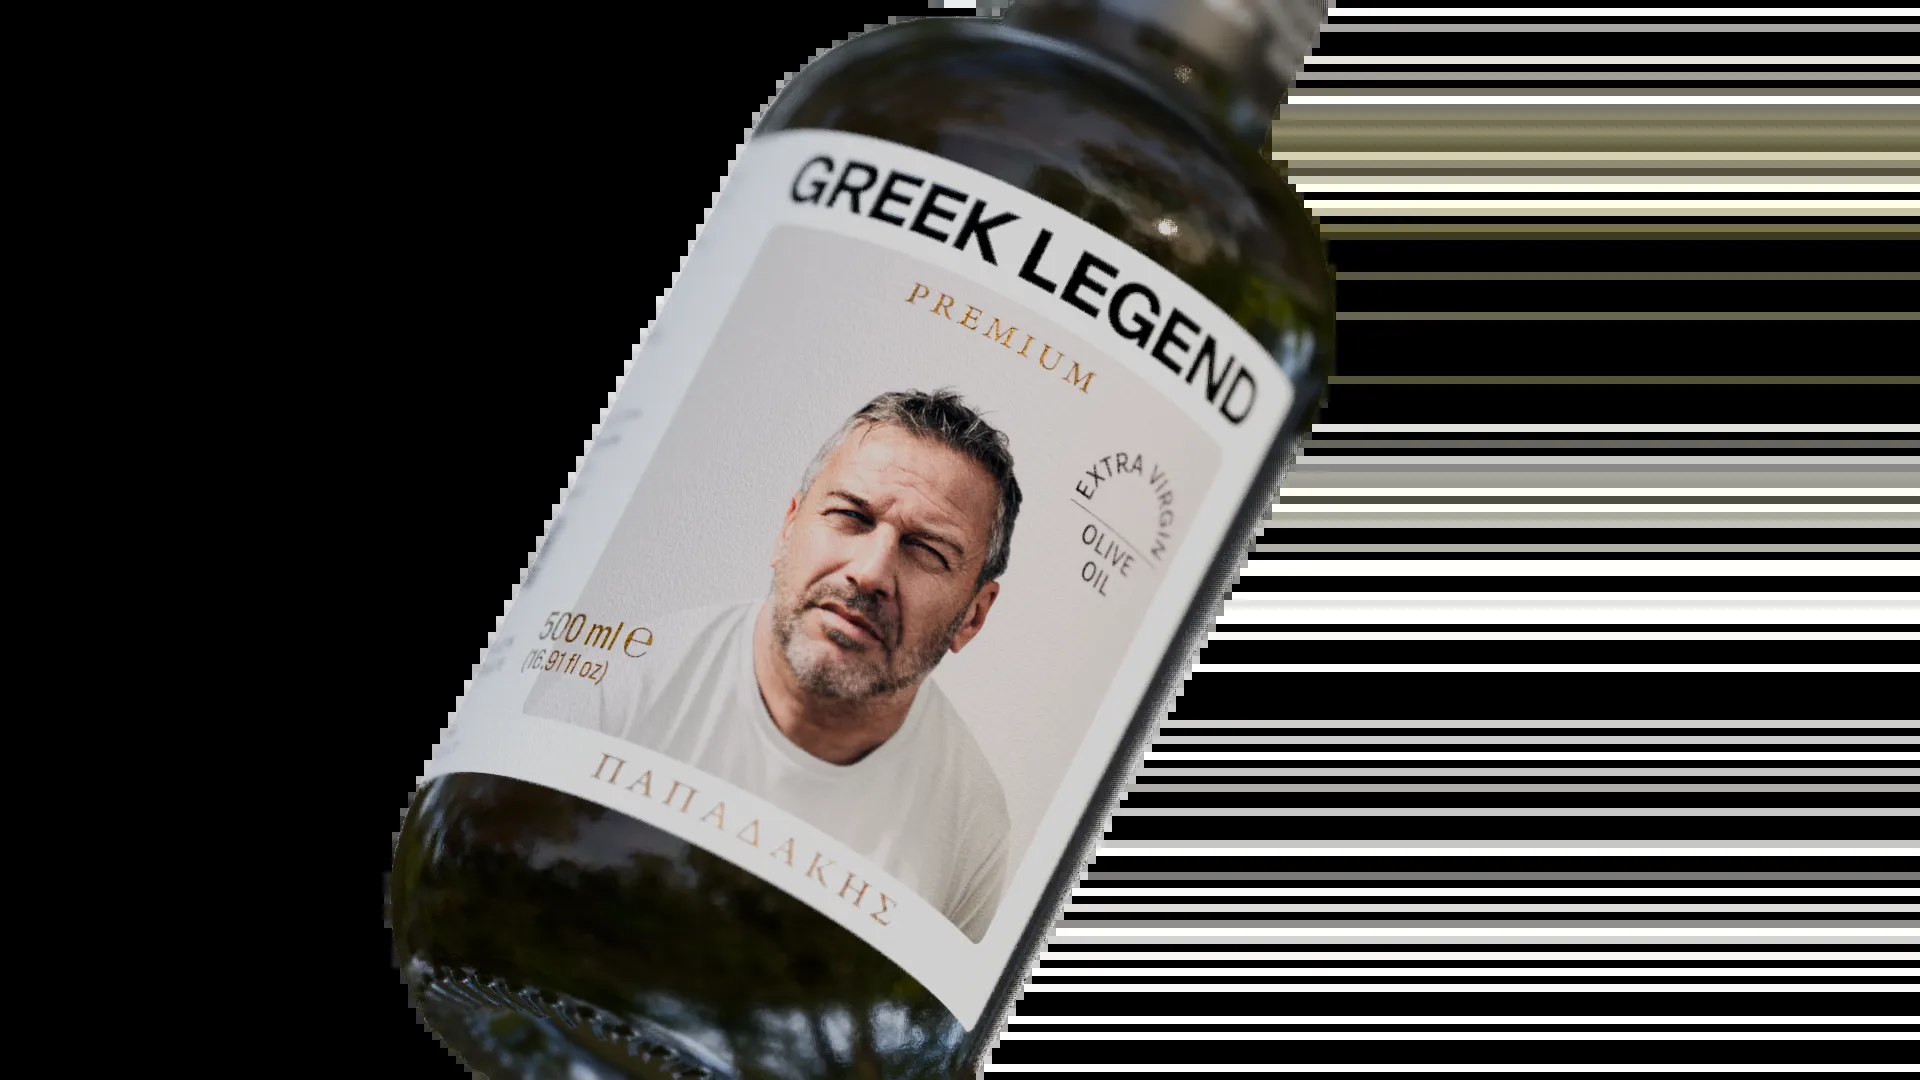 GREEK LEGEND
PREMIUM
EXTRA VIRGIN
OLIVE
OIL
500 ml ℮
(16.91 fl oz)
ΠΑΠΑΔΑΚΗΣ